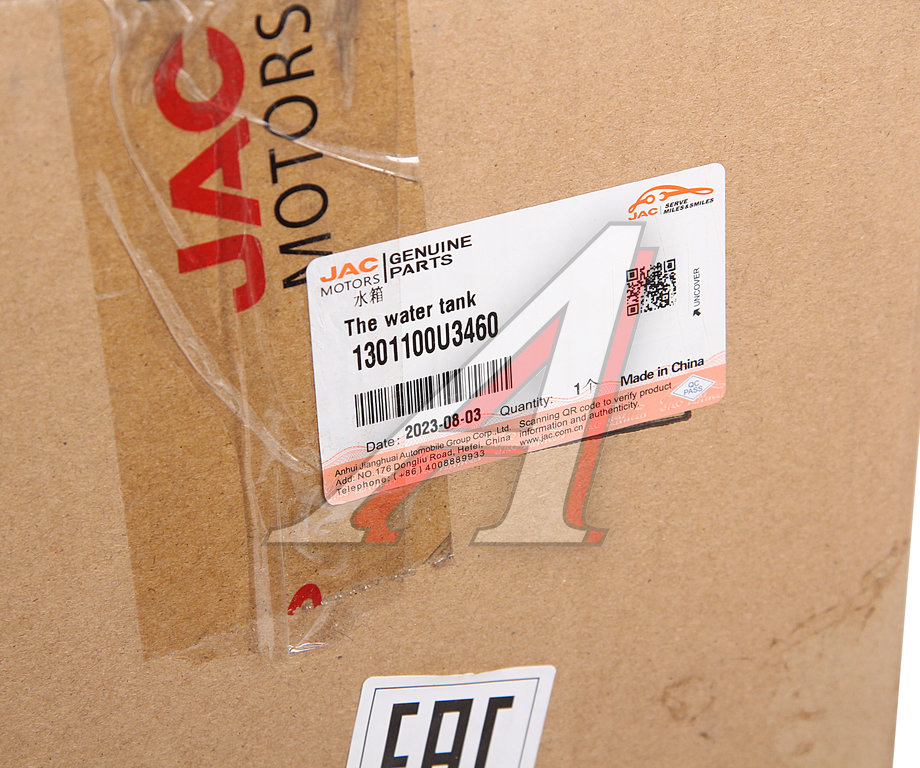 JAC
MOTORS
JAC
MOTORS
GENUINE
PARTS
JAC
SERVE
MILES&SMILES
水箱
The water tank
1301100U3460
UNCOVER
Date: 2023-08-03
Quantity: 1个
Made in China
QC
PASS
Anhui Jianghuai Automobile Group Corp., Ltd.
Add: NO.176 Dongliu Road, Hefei, China
Telephone: (+86) 4008889933
Scanning QR code to verify product
information and authenticity.
www.jac.com.cn
EAC